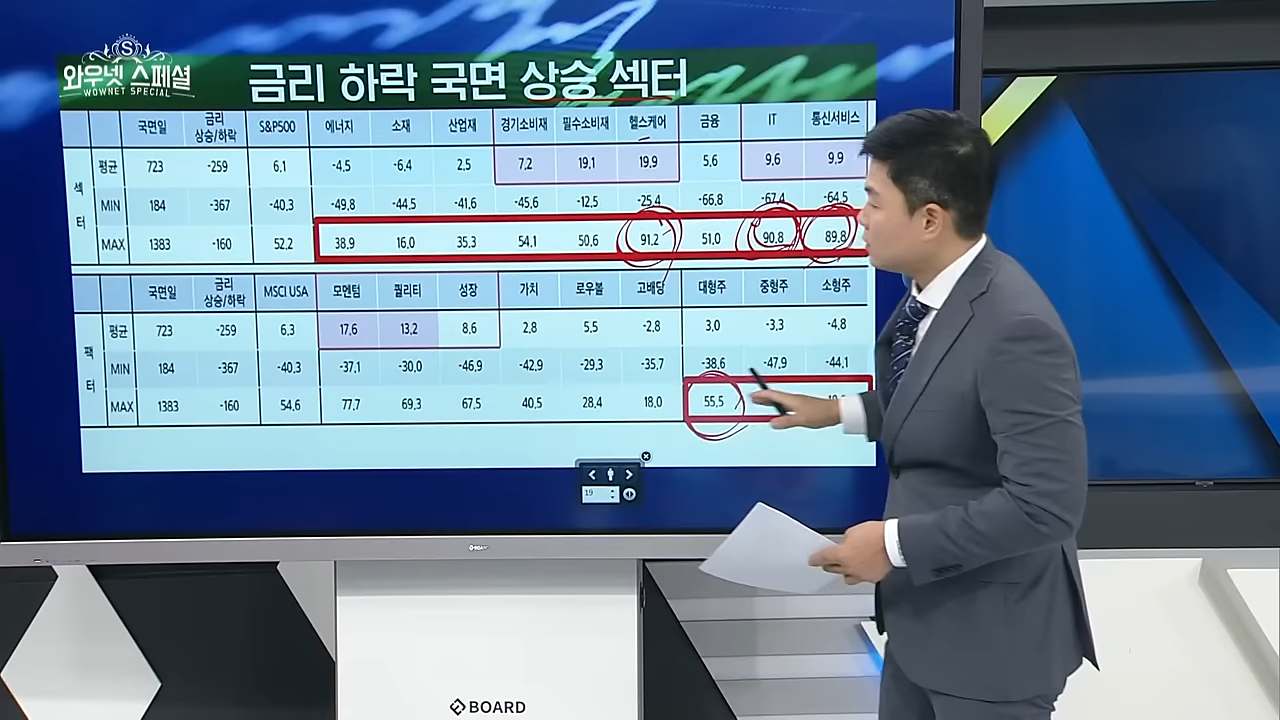 S
와우넷 스페셜
WOWNET SPECIAL
금리 하락 국면 상승 섹터
국면일 금리 상승/하락 S&P500 에너지 소재 산업재 경기소비재 필수소비재 헬스케어 금융 IT 통신서비스
섹터
평균 723 -259 6.1 -4.5 -6.4 2.5 7.2 19.1 19.9 5.6 9.6 9.9
MIN 184 -367 -40.3 -49.8 -44.5 -41.6 -45.6 -12.5 -25.4 -66.8 -67.4 -64.5
MAX 1383 -160 52.2 38.9 16.0 35.3 54.1 50.6 91.2 51.0 90.8 89.8
국면일 금리 상승/하락 MSCI USA 모멘텀 퀄리티 성장 가치 로우볼 고배당 대형주 중형주 소형주
팩터
평균 723 -259 6.3 17.6 13.2 8.6 2.8 5.5 -2.8 3.0 -3.3 -4.8
MIN 184 -367 -40.3 -37.1 -30.0 -46.9 -42.9 -29.3 -35.7 -38.6 -47.9 -44.1
MAX 1383 -160 54.6 77.7 69.3 67.5 40.5 28.4 18.0 55.5
19
BOARD
BOARD